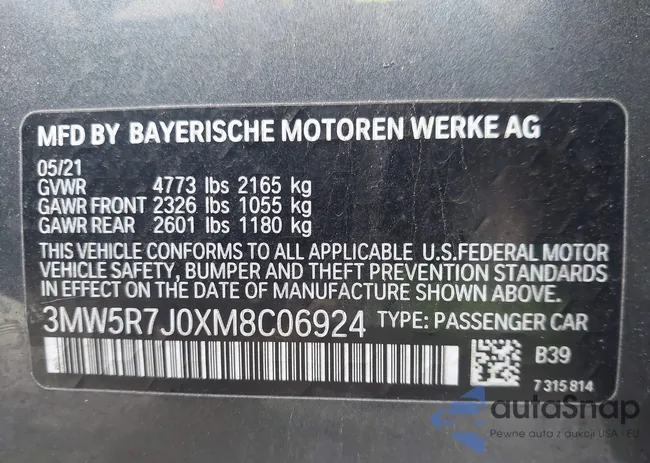 MFD BY BAYERISCHE MOTOREN WERKE AG
05/21
GVWR 4773 lbs 2165 kg
GAWR FRONT 2326 lbs 1055 kg
GAWR REAR 2601 lbs 1180 kg
THIS VEHICLE CONFORMS TO ALL APPLICABLE U.S.FEDERAL MOTOR
VEHICLE SAFETY, BUMPER AND THEFT PREVENTION STANDARDS
IN EFFECT ON THE DATE OF MANUFACTURE SHOWN ABOVE.
3MW5R7J0XM8C06924 TYPE: PASSENGER CAR
B39
7 315 814
autoSnap
Pewne auta z aukcji USA - EU